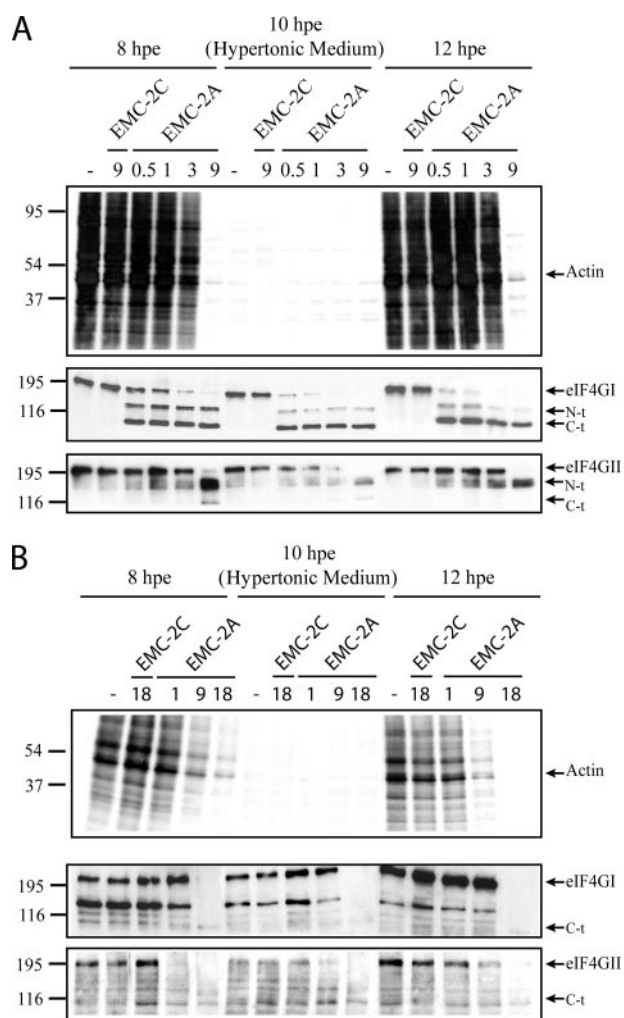 A
10 hpe
8 hpe (Hypertonic Medium) 12 hpe
EMC-2C EMC-2A EMC-2C EMC-2A EMC-2C EMC-2A
- 9 0.5 1 3 9 - 9 0.5 1 3 9 - 9 0.5 1 3 9
95
54
Actin
37
195
eIF4GI
116
N-t
C-t
195
eIF4GII
N-t
116
C-t
B
10 hpe
8 hpe (Hypertonic Medium) 12 hpe
EMC-2C EMC-2A EMC-2C EMC-2A EMC-2C EMC-2A
- 18 1 9 18 - 18 1 9 18 - 18 1 9 18
54
Actin
37
195
eIF4GI
116
C-t
195
eIF4GII
116
C-t